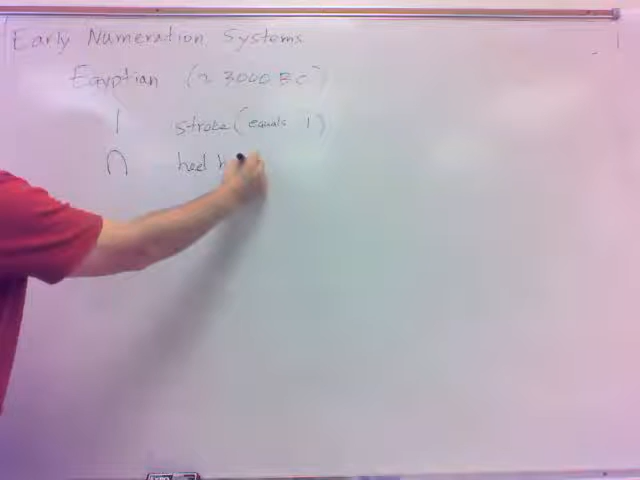 Early Numeration Systems
Egyptian (~ 3000 BC)
| stroke (equals 1)
∩ heel